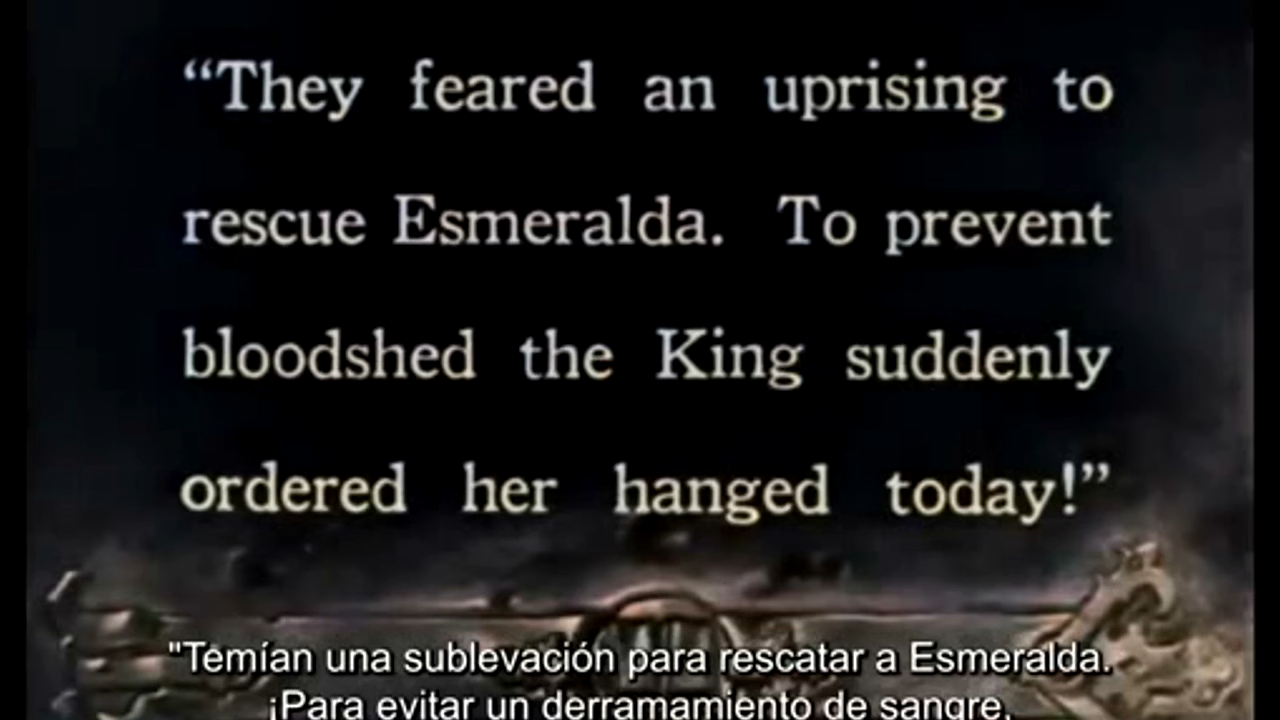 “They feared an uprising to
rescue Esmeralda. To prevent
bloodshed the King suddenly
ordered her hanged today!”
"Temían una sublevación para rescatar a Esmeralda.
¡Para evitar un derramamiento de sangre,